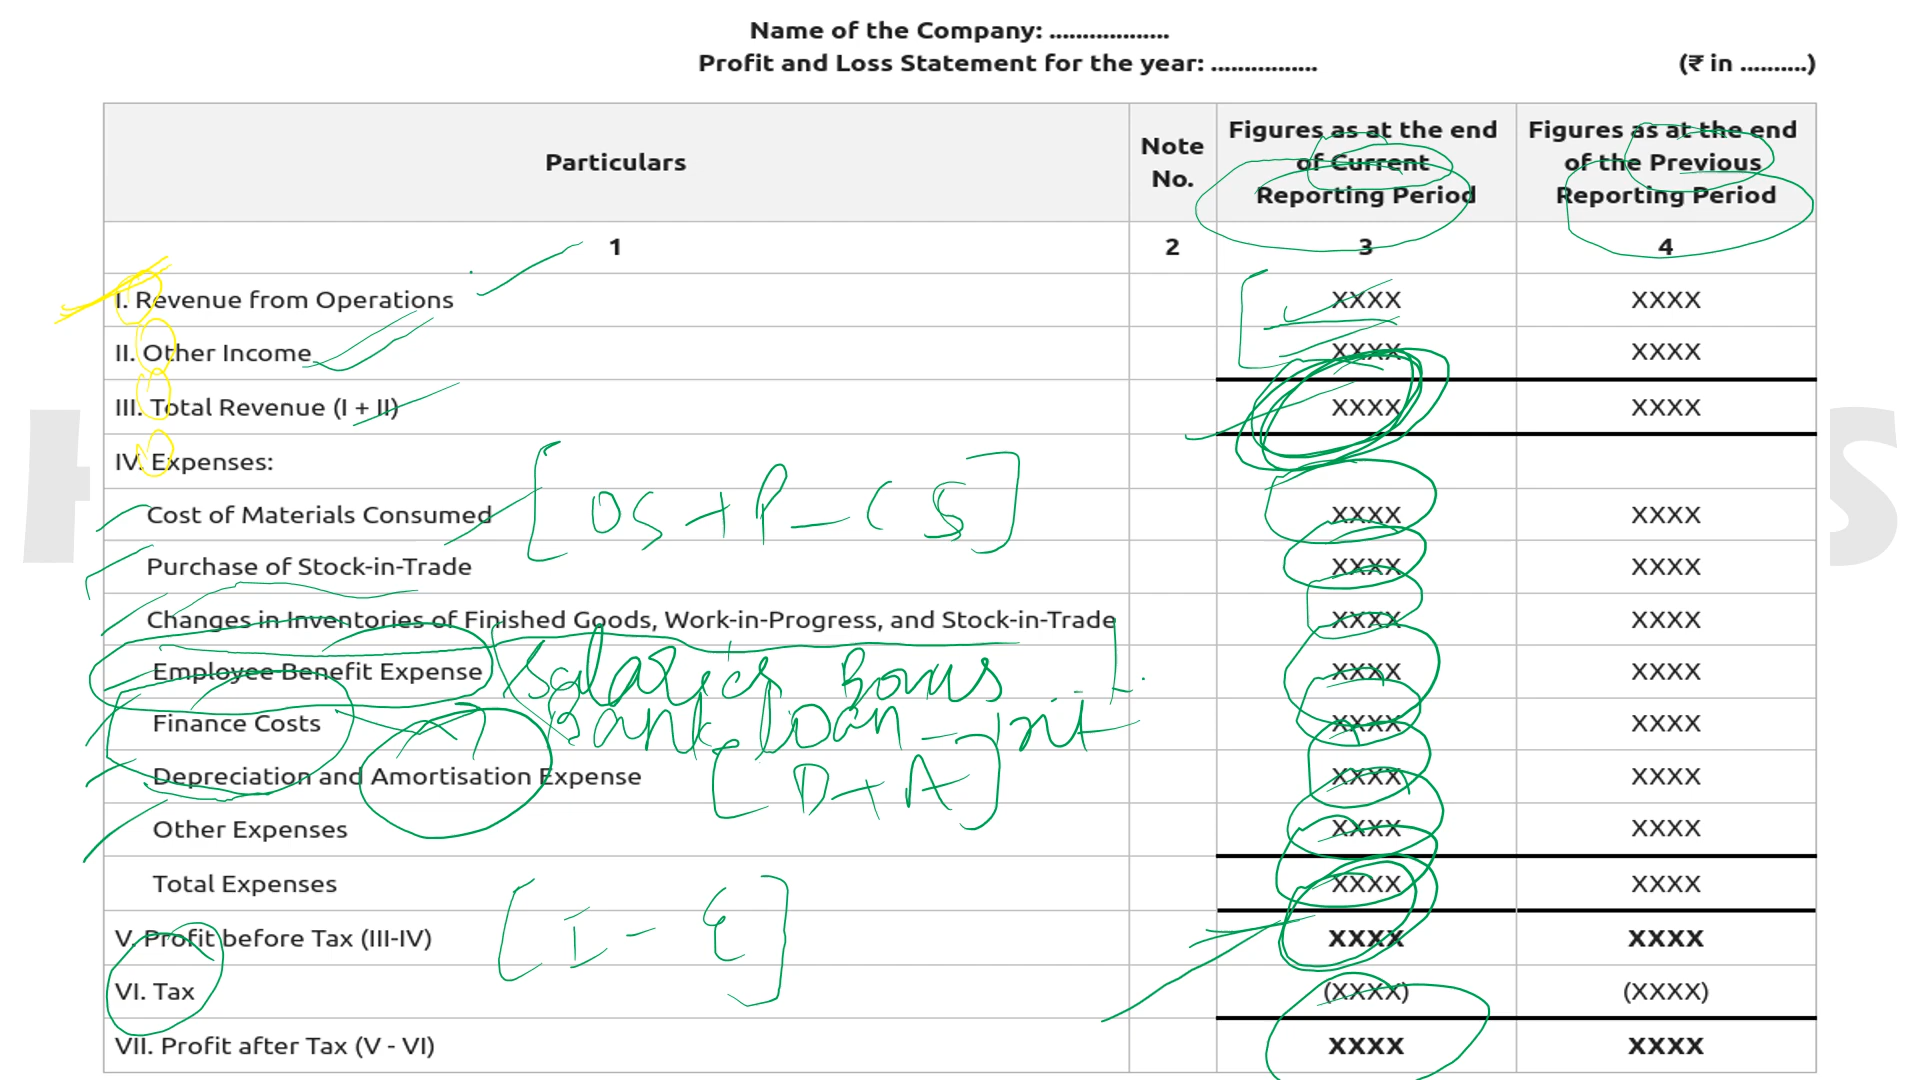 Name of the Company: ..................
Profit and Loss Statement for the year: ................ (₹ in ..........)
Particulars Note No. Figures as at the end of Current Reporting Period Figures as at the end of the Previous Reporting Period
1 2 3 4
I. Revenue from Operations XXXX XXXX
II. Other Income XXXX XXXX
III. Total Revenue (I + II) XXXX XXXX
IV. Expenses:
Cost of Materials Consumed [OS + P - CS] XXXX XXXX
Purchase of Stock-in-Trade XXXX XXXX
Changes in Inventories of Finished Goods, Work-in-Progress, and Stock-in-Trade XXXX XXXX
Employee Benefit Expense Salaries Bonus XXXX XXXX
Finance Costs Bank Loan - Int XXXX XXXX
Depreciation and Amortisation Expense [D + A] XXXX XXXX
Other Expenses XXXX XXXX
Total Expenses XXXX XXXX
V. Profit before Tax (III-IV) [I - E] XXXX XXXX
VI. Tax (XXXX) (XXXX)
VII. Profit after Tax (V - VI) XXXX XXXX